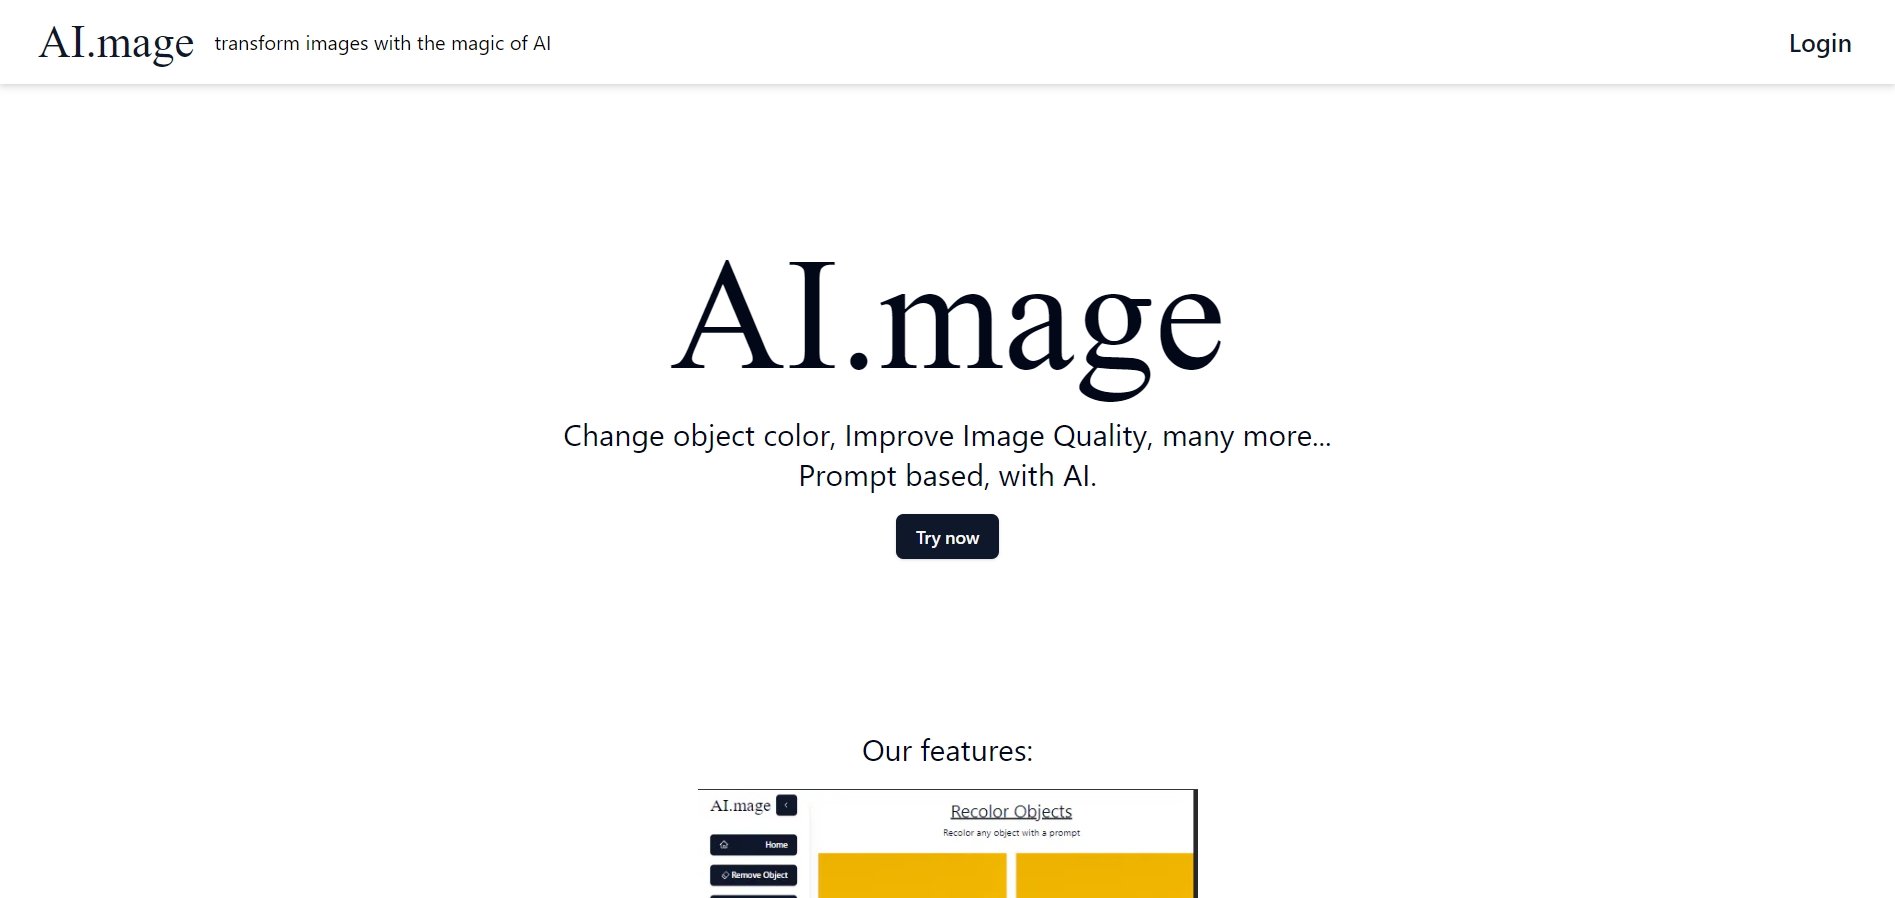 AI.mage transform images with the magic of AI Login
AI.mage
Change object color, Improve Image Quality, many more...
Prompt based, with AI.
Try now
Our features:
AI.mage
Recolor Objects
Recolor any object with a prompt
Home
Remove Object